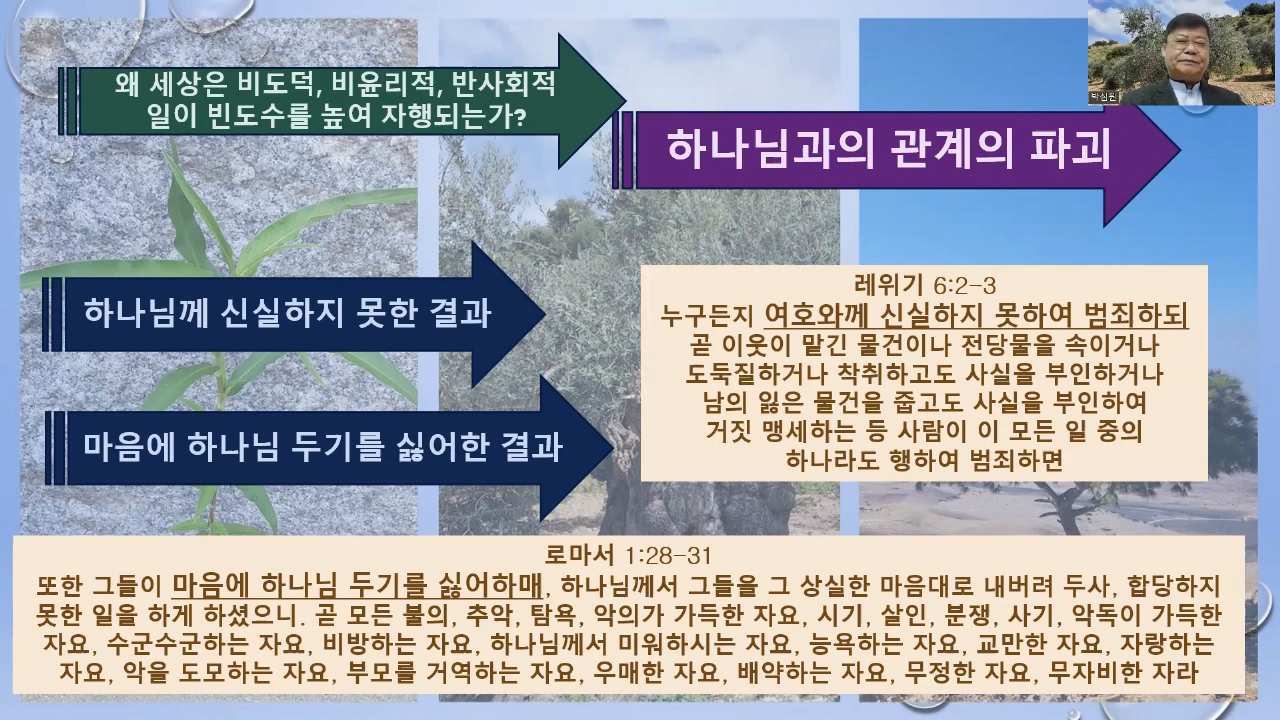 왜 세상은 비도덕, 비윤리적, 반사회적
일이 빈도수를 높여 자행되는가?
하나님과의 관계의 파괴
박심원
하나님께 신실하지 못한 결과
마음에 하나님 두기를 싫어한 결과
레위기 6:2-3
누구든지 여호와께 신실하지 못하여 범죄하되
곧 이웃이 맡긴 물건이나 전당물을 속이거나
도둑질하거나 착취하고도 사실을 부인하거나
남의 잃은 물건을 줍고도 사실을 부인하여
거짓 맹세하는 등 사람이 이 모든 일 중의
하나라도 행하여 범죄하면
로마서 1:28-31
또한 그들이 마음에 하나님 두기를 싫어하매, 하나님께서 그들을 그 상실한 마음대로 내버려 두사, 합당하지
못한 일을 하게 하셨으니. 곧 모든 불의, 추악, 탐욕, 악의가 가득한 자요, 시기, 살인, 분쟁, 사기, 악독이 가득한
자요, 수군수군하는 자요, 비방하는 자요, 하나님께서 미워하시는 자요, 능욕하는 자요, 교만한 자요, 자랑하는
자요, 악을 도모하는 자요, 부모를 거역하는 자요, 우매한 자요, 배약하는 자요, 무정한 자요, 무자비한 자라